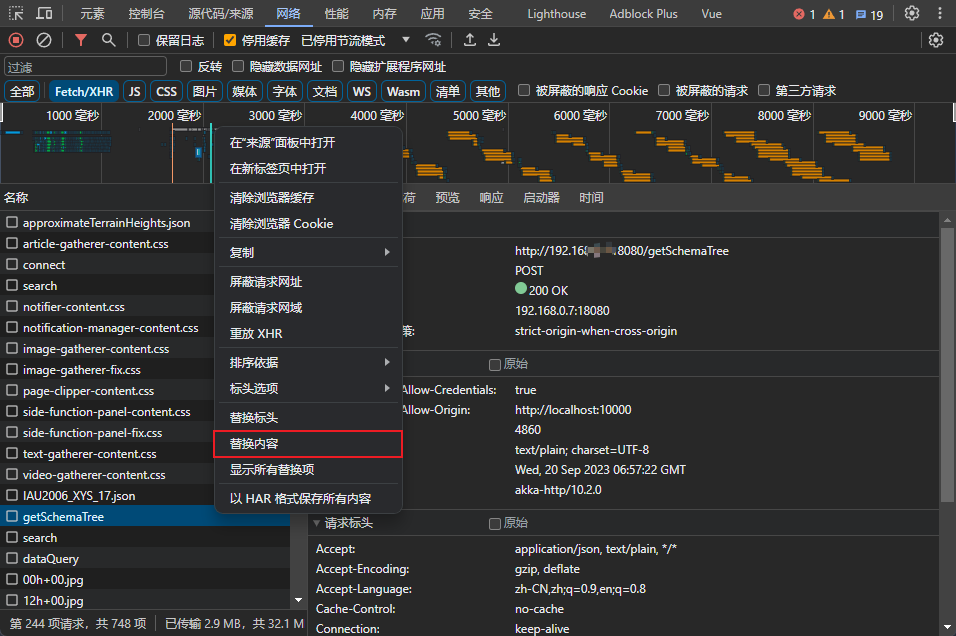 元素 控制台 源代码/来源 网络 性能 内存 应用 安全 Lighthouse Adblock Plus Vue 1 1 19
保留日志 停用缓存 已停用节流模式
过滤 反转 隐藏数据网址 隐藏扩展程序网址
全部 Fetch/XHR JS CSS 图片 媒体 字体 文档 WS Wasm 清单 其他 被屏蔽的响应 Cookie 被屏蔽的请求 第三方请求
1000 毫秒 2000 毫秒 3000 毫秒 4000 毫秒 5000 毫秒 6000 毫秒 7000 毫秒 8000 毫秒 9000 毫秒
在"来源"面板中打开
在新标签页中打开
清除浏览器缓存
清除浏览器 Cookie
复制
屏蔽请求网址
屏蔽请求网域
重放 XHR
排序依据
标头选项
替换标头
替换内容
显示所有替换项
以 HAR 格式保存所有内容
名称
approximateTerrainHeights.json
article-gatherer-content.css
connect
search
notifier-content.css
notification-manager-content.css
image-gatherer-content.css
image-gatherer-fix.css
page-clipper-content.css
side-function-panel-content.css
side-function-panel-fix.css
text-gatherer-content.css
video-gatherer-content.css
IAU2006_XYS_17.json
getSchemaTree
search
dataQuery
00h+00.jpg
12h+00.jpg
第 244 项请求，共 748 项 已传输 2.9 MB，共 32.1 M
荷 预览 响应 启动器 时间
http://192.168 8080/getSchemaTree
POST
200 OK
192.168.0.7:18080
策: strict-origin-when-cross-origin
原始
Allow-Credentials: true
Allow-Origin: http://localhost:10000
4860
text/plain; charset=UTF-8
Wed, 20 Sep 2023 06:57:22 GMT
akka-http/10.2.0
请求标头 原始
Accept: application/json, text/plain, */*
Accept-Encoding: gzip, deflate
Accept-Language: zh-CN,zh;q=0.9,en;q=0.8
Cache-Control: no-cache
Connection: keep-alive